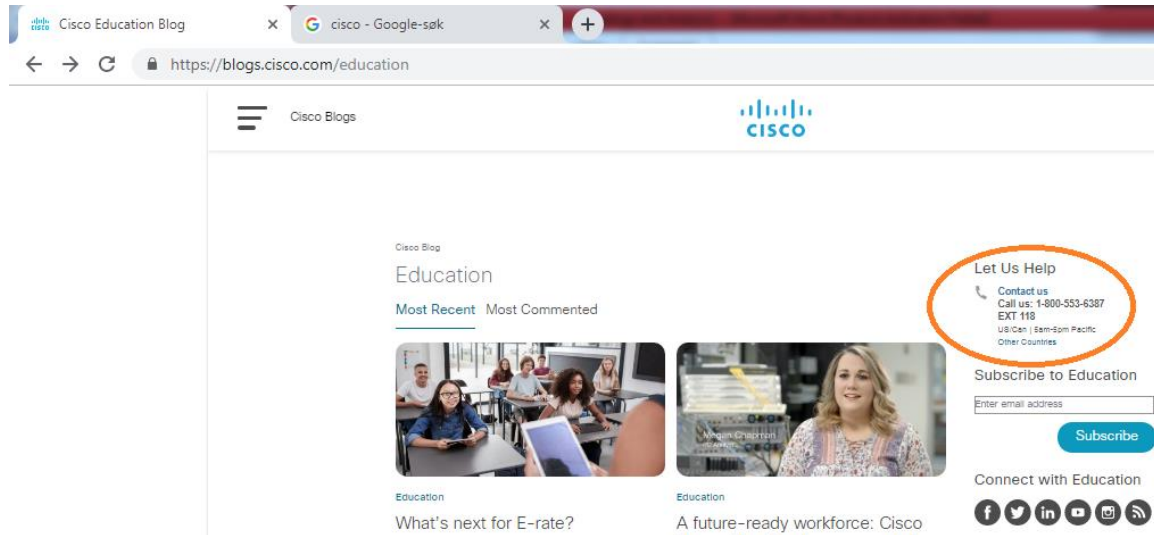 Cisco Education Blog
cisco - Google-søk
https://blogs.cisco.com/education
Cisco Blogs
CISCO
Cisco Blog
Education
Most Recent Most Commented
Let Us Help
Contact us
Call us: 1-800-553-6387
EXT 118
US/Can | 5am-5pm Pacific
Other Countries
Subscribe to Education
Enter email address
Subscribe
Connect with Education
Megan Chapman
Education
What's next for E-rate?
Education
A future-ready workforce: Cisco